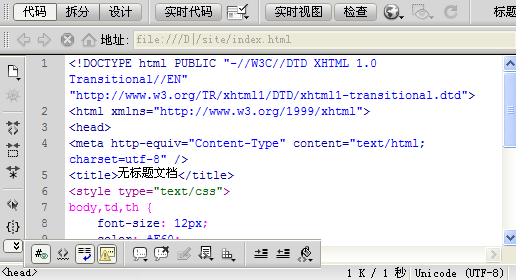 代码 拆分 设计 实时代码 实时视图 检查 标题
地址: file:///D|/site/index.html
1 <!DOCTYPE html PUBLIC "-//W3C//DTD XHTML 1.0
Transitional//EN"
"http://www.w3.org/TR/xhtml1/DTD/xhtml1-transitional.dtd">
2 <html xmlns="http://www.w3.org/1999/xhtml">
3 <head>
4 <meta http-equiv="Content-Type" content="text/html;
charset=utf-8" />
5 <title>无标题文档</title>
6 <style type="text/css">
7 body,td,th {
8 font-size: 12px;
9 color: #F60;
<head> 1 K / 1 秒 Unicode (UTF-8)